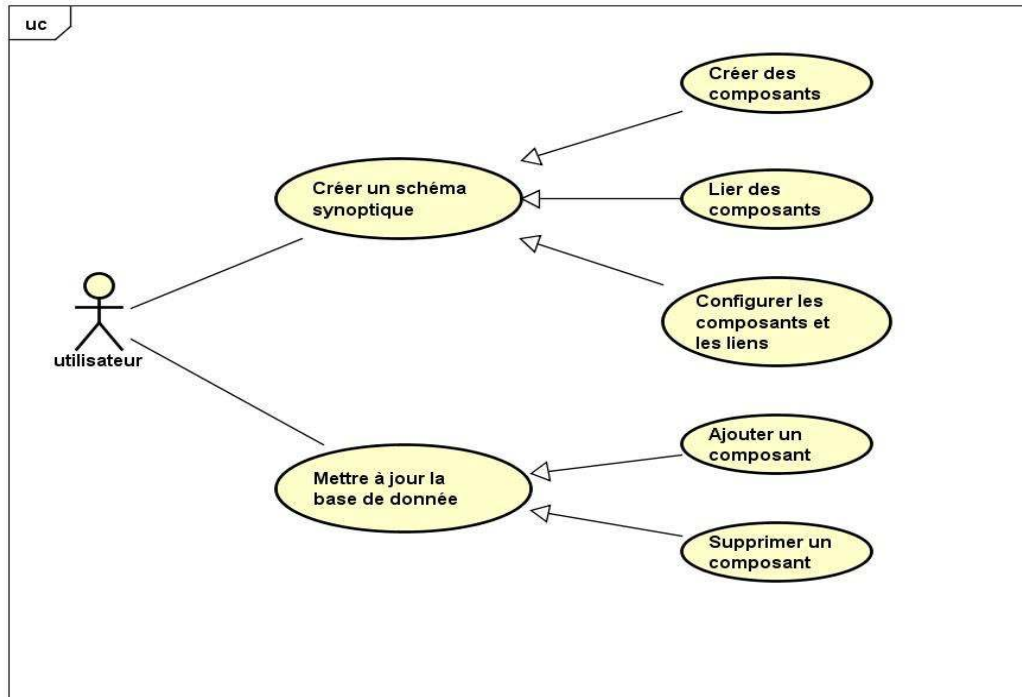 uc
Créer des
composants
Créer un schéma
synoptique
Lier des
composants
Configurer les
composants et
les liens
utilisateur
Ajouter un
composant
Mettre à jour la
base de donnée
Supprimer un
composant